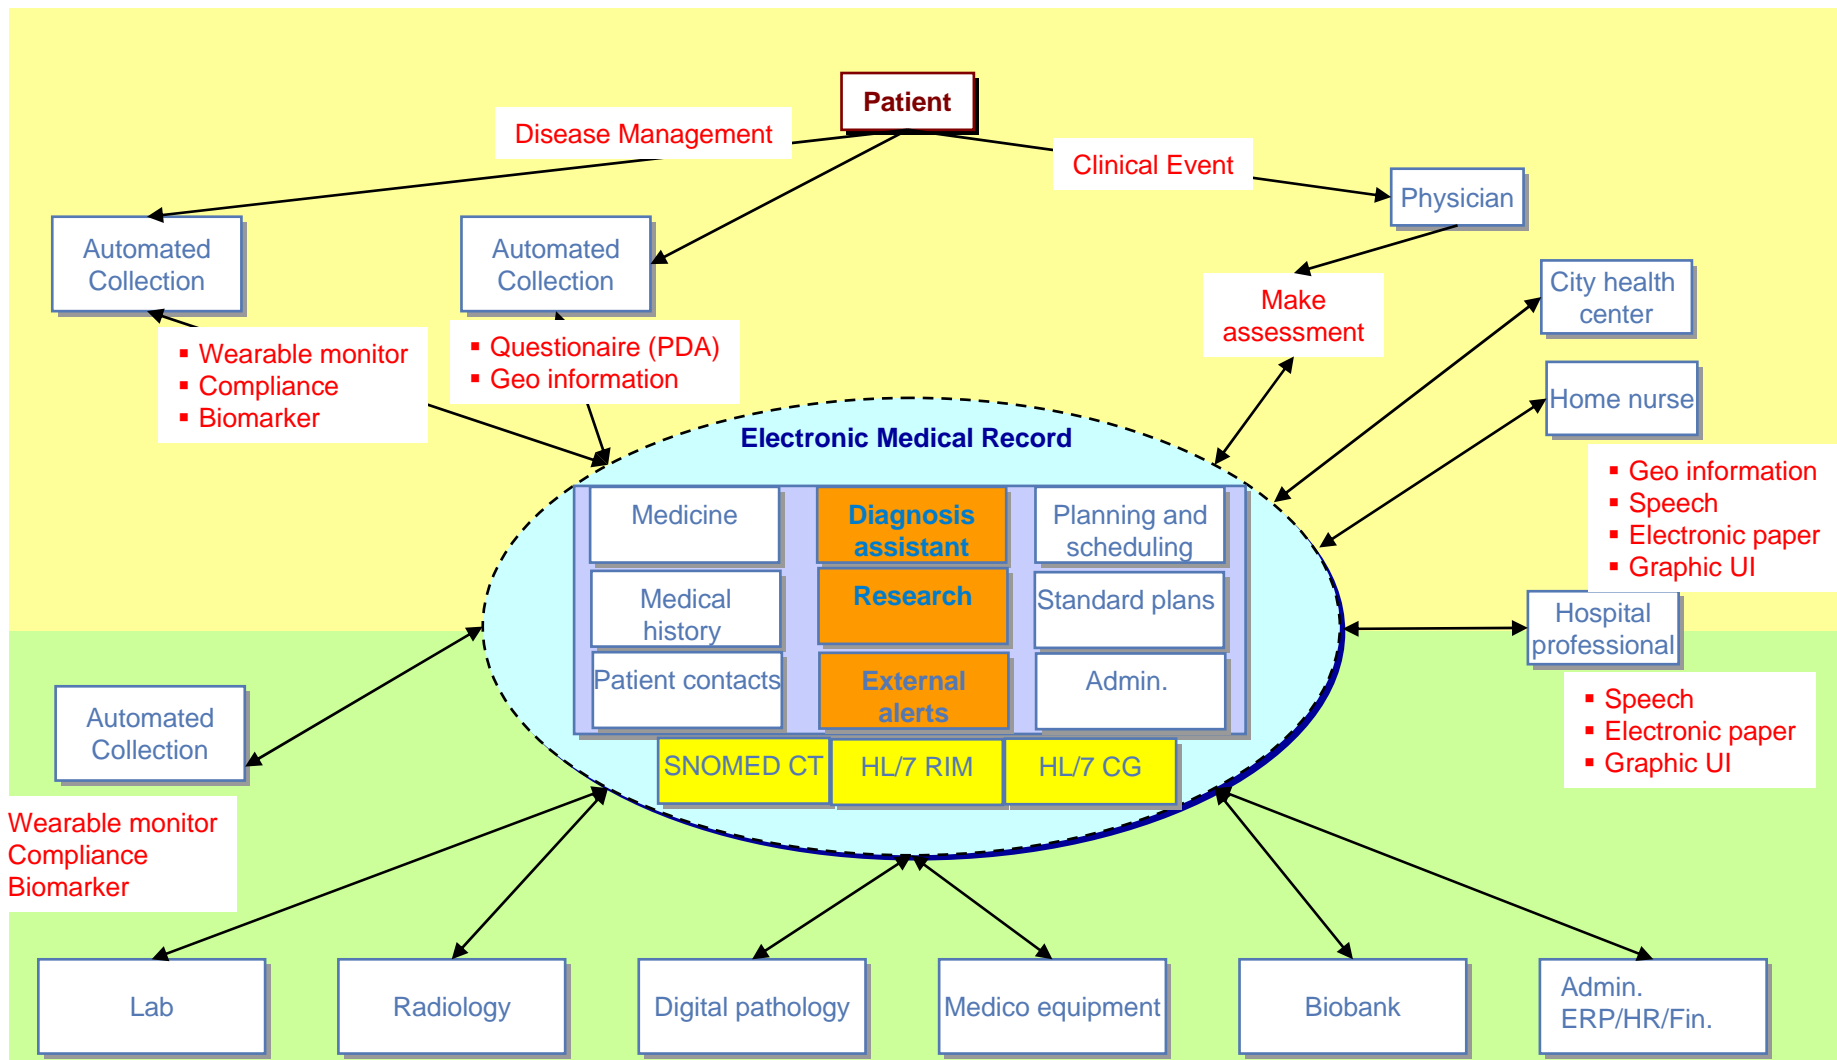 Patient
Disease Management
Clinical Event
Physician
Automated
Collection
Automated
Collection
City health
center
Make
assessment
▪ Wearable monitor
▪ Compliance
▪ Biomarker
▪ Questionaire (PDA)
▪ Geo information
Home nurse
Electronic Medical Record
▪ Geo information
▪ Speech
▪ Electronic paper
▪ Graphic UI
Medicine
Diagnosis
assistant
Planning and
scheduling
Medical
history
Research
Standard plans
Hospital
professional
Patient contacts
External
alerts
Admin.
▪ Speech
▪ Electronic paper
▪ Graphic UI
Automated
Collection
SNOMED CT
HL/7 RIM
HL/7 CG
Wearable monitor
Compliance
Biomarker
Lab
Radiology
Digital pathology
Medico equipment
Biobank
Admin.
ERP/HR/Fin.